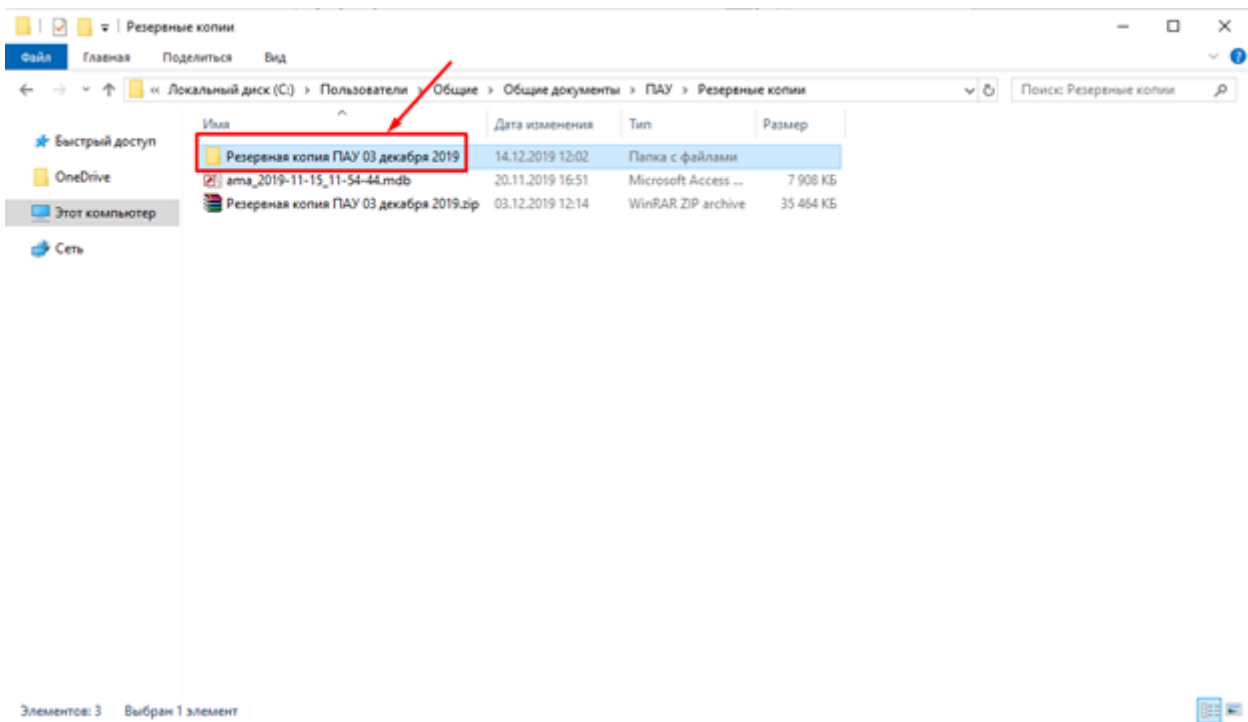 Резервные копии
Файл Главная Поделиться Вид
« Локальный диск (C:) › Пользователи › Общие › Общие документы › ПАУ › Резервные копии Поиск: Резервные копии
Имя Дата изменения Тип Размер
Быстрый доступ
OneDrive
Этот компьютер
Сеть
Резервная копия ПАУ 03 декабря 2019 14.12.2019 12:02 Папка с файлами
ama_2019-11-15_11-54-44.mdb 20.11.2019 16:51 Microsoft Access ... 7 908 КБ
Резервная копия ПАУ 03 декабря 2019.zip 03.12.2019 12:14 WinRAR ZIP archive 35 464 КБ
Элементов: 3 Выбран 1 элемент